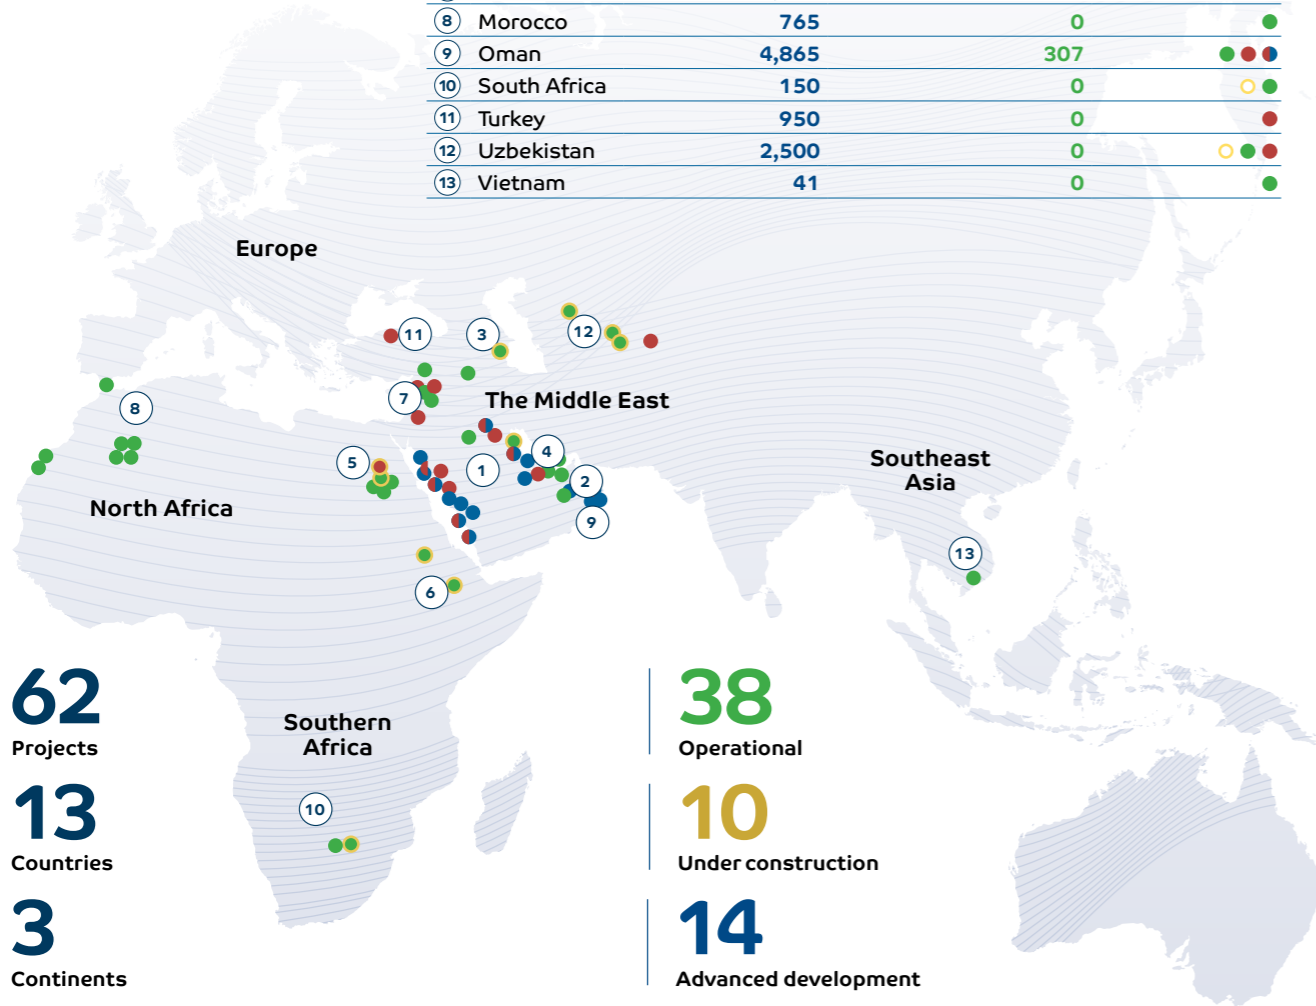 8 Morocco 765 0
9 Oman 4,865 307
10 South Africa 150 0
11 Turkey 950 0
12 Uzbekistan 2,500 0
13 Vietnam 41 0
Europe
11
3
12
7
The Middle East
8
5
1
4
2
9
North Africa
Southeast
Asia
13
6
Southern
Africa
10
62
Projects
13
Countries
3
Continents
38
Operational
10
Under construction
14
Advanced development